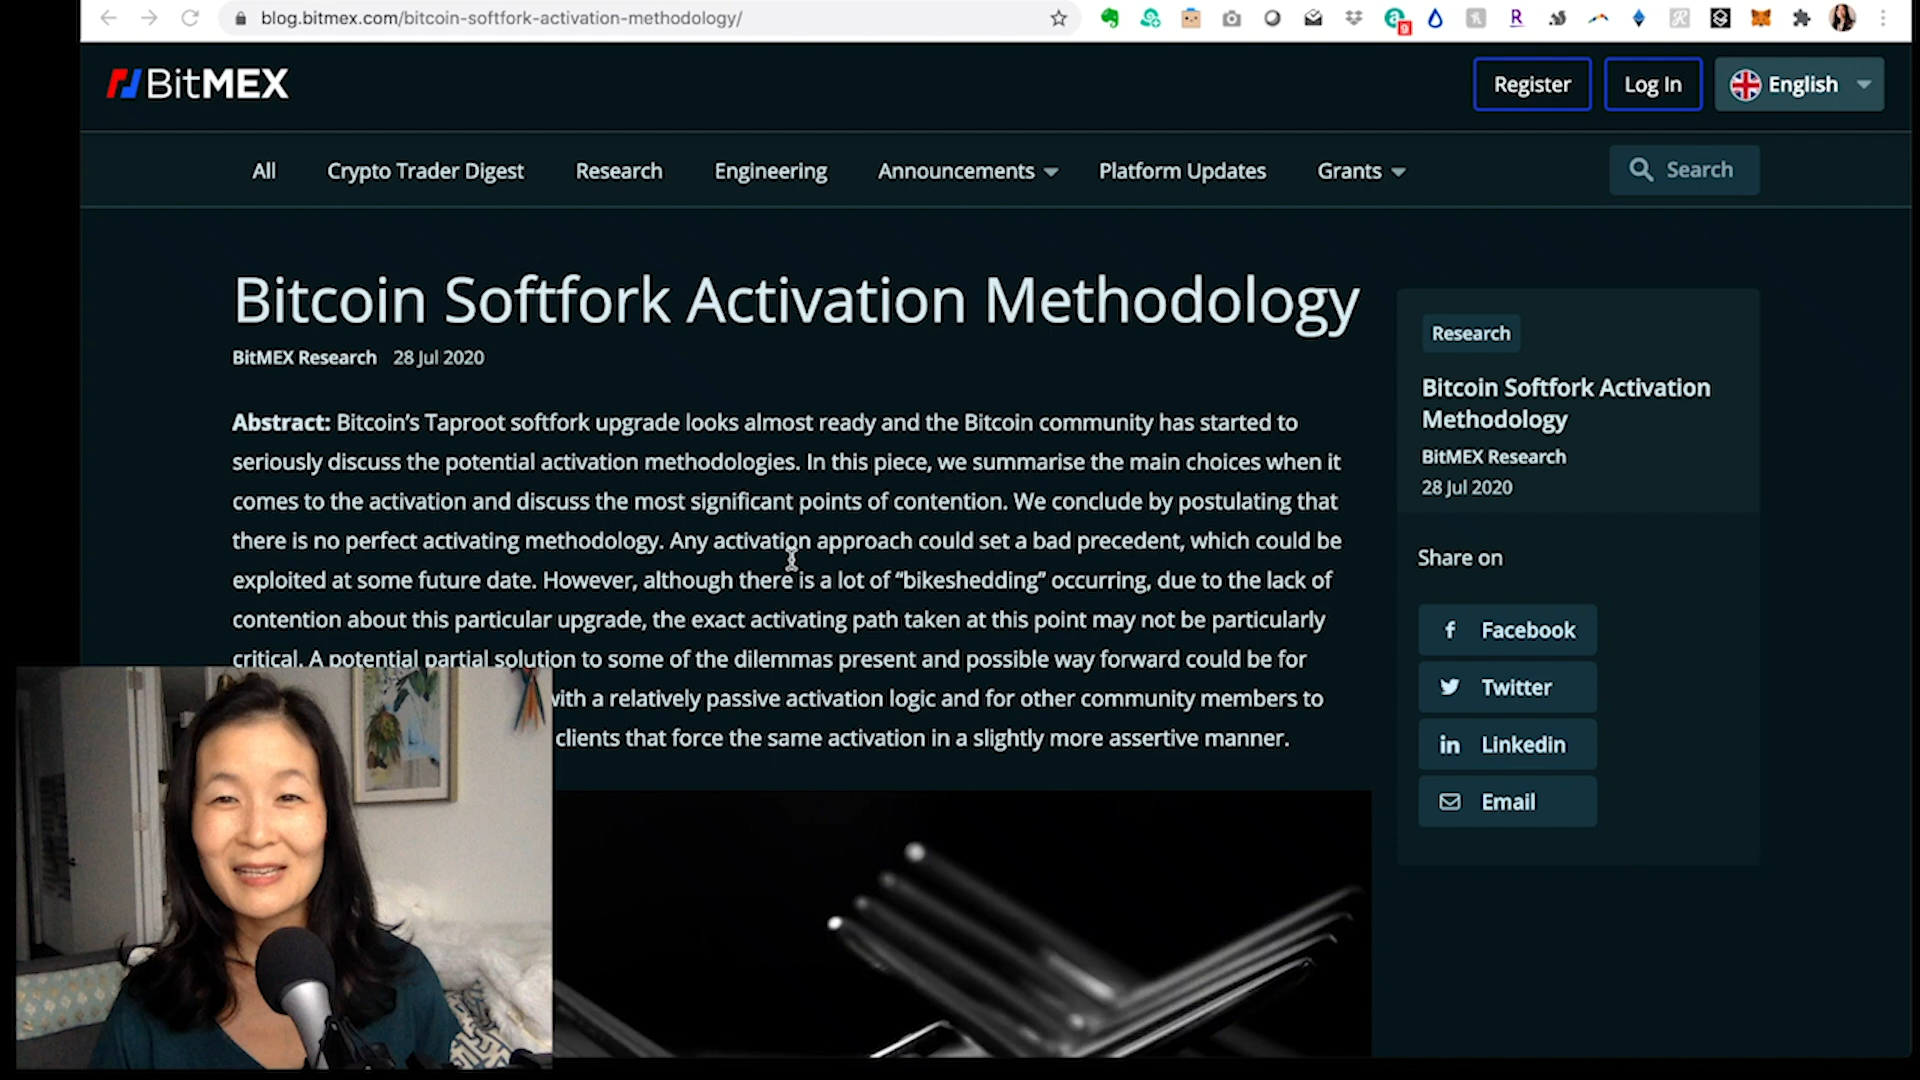 blog.bitmex.com/bitcoin-softfork-activation-methodology/
BitMEX
Register
Log In
English
All
Crypto Trader Digest
Research
Engineering
Announcements
Platform Updates
Grants
Search
Bitcoin Softfork Activation Methodology
BitMEX Research 28 Jul 2020
Abstract: Bitcoin’s Taproot softfork upgrade looks almost ready and the Bitcoin community has started to
seriously discuss the potential activation methodologies. In this piece, we summarise the main choices when it
comes to the activation and discuss the most significant points of contention. We conclude by postulating that
there is no perfect activating methodology. Any activation approach could set a bad precedent, which could be
exploited at some future date. However, although there is a lot of “bikeshedding” occurring, due to the lack of
contention about this particular upgrade, the exact activating path taken at this point may not be particularly
critical. A potential partial solution to some of the dilemmas present and possible way forward could be for
with a relatively passive activation logic and for other community members to
clients that force the same activation in a slightly more assertive manner.
Research
Bitcoin Softfork Activation
Methodology
BitMEX Research
28 Jul 2020
Share on
Facebook
Twitter
Linkedin
Email